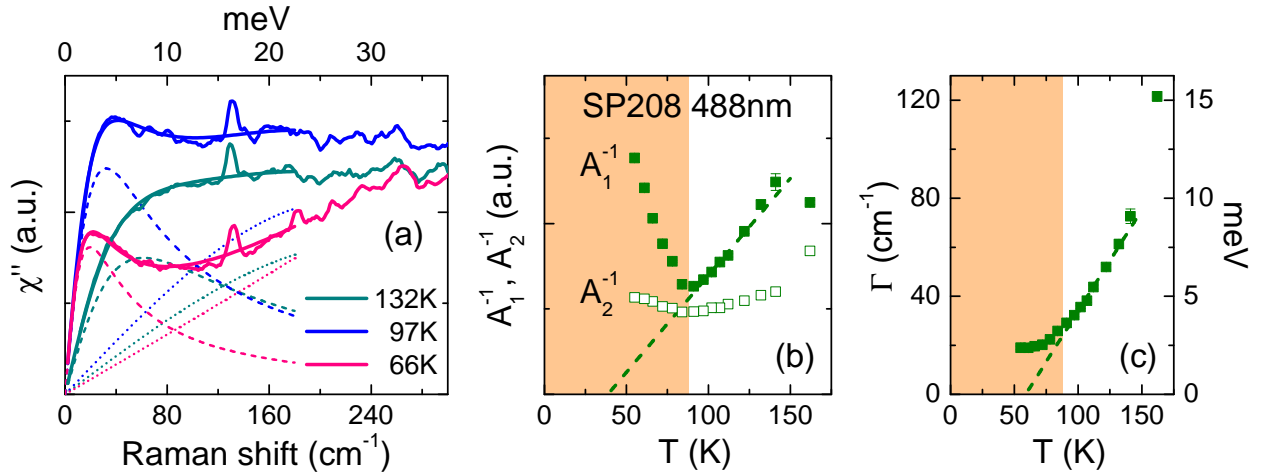 meV
0 10 20 30
χ'' (a.u.)
(a)
132K
97K
66K
0 80 160 240
Raman shift (cm⁻¹)
SP208 488nm
A₁⁻¹
A₂⁻¹
A₁⁻¹, A₂⁻¹ (a.u.)
(b)
0 50 100 150
T (K)
120
80
40
0
Γ (cm⁻¹)
(c)
15
10
5
0
meV
0 50 100 150
T (K)